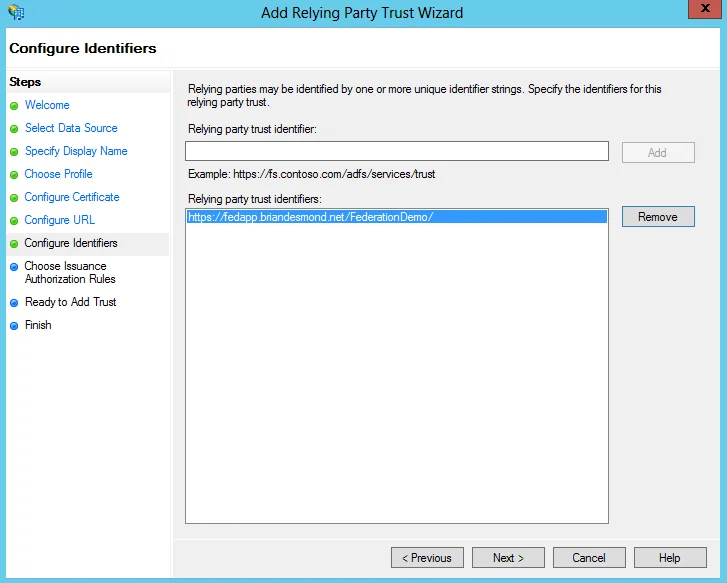 Add Relying Party Trust Wizard
X
Configure Identifiers
Steps
Welcome
Select Data Source
Specify Display Name
Choose Profile
Configure Certificate
Configure URL
Configure Identifiers
Choose Issuance
Authorization Rules
Ready to Add Trust
Finish
Relying parties may be identified by one or more unique identifier strings. Specify the identifiers for this
relying party trust.
Relying party trust identifier:
Add
Example: https://fs.contoso.com/adfs/services/trust
Relying party trust identifiers:
https://fedapp.briandesmond.net/FederationDemo/
Remove
< Previous
Next >
Cancel
Help